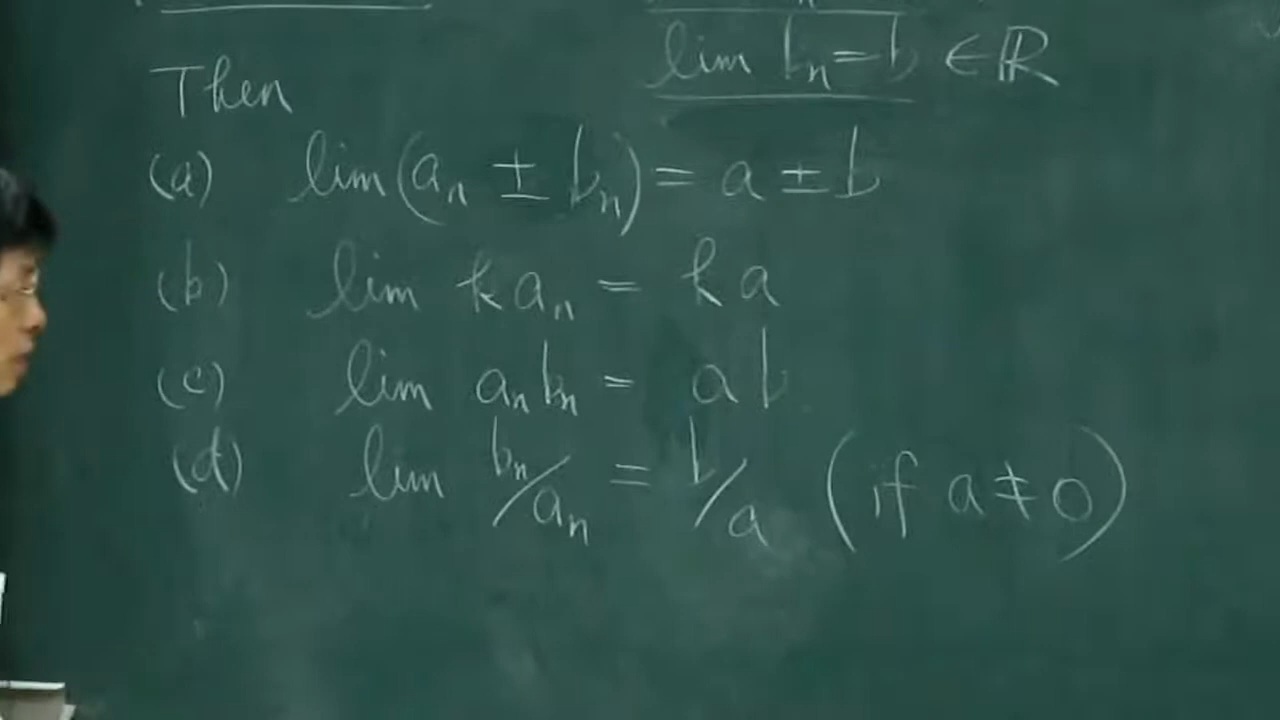 lim bₙ = b ∈ ℝ
Then
(a) lim(aₙ ± bₙ) = a ± b
(b) lim k aₙ = k a
(c) lim aₙ bₙ = a b
(d) lim bₙ/aₙ = b/a (if a ≠ 0)